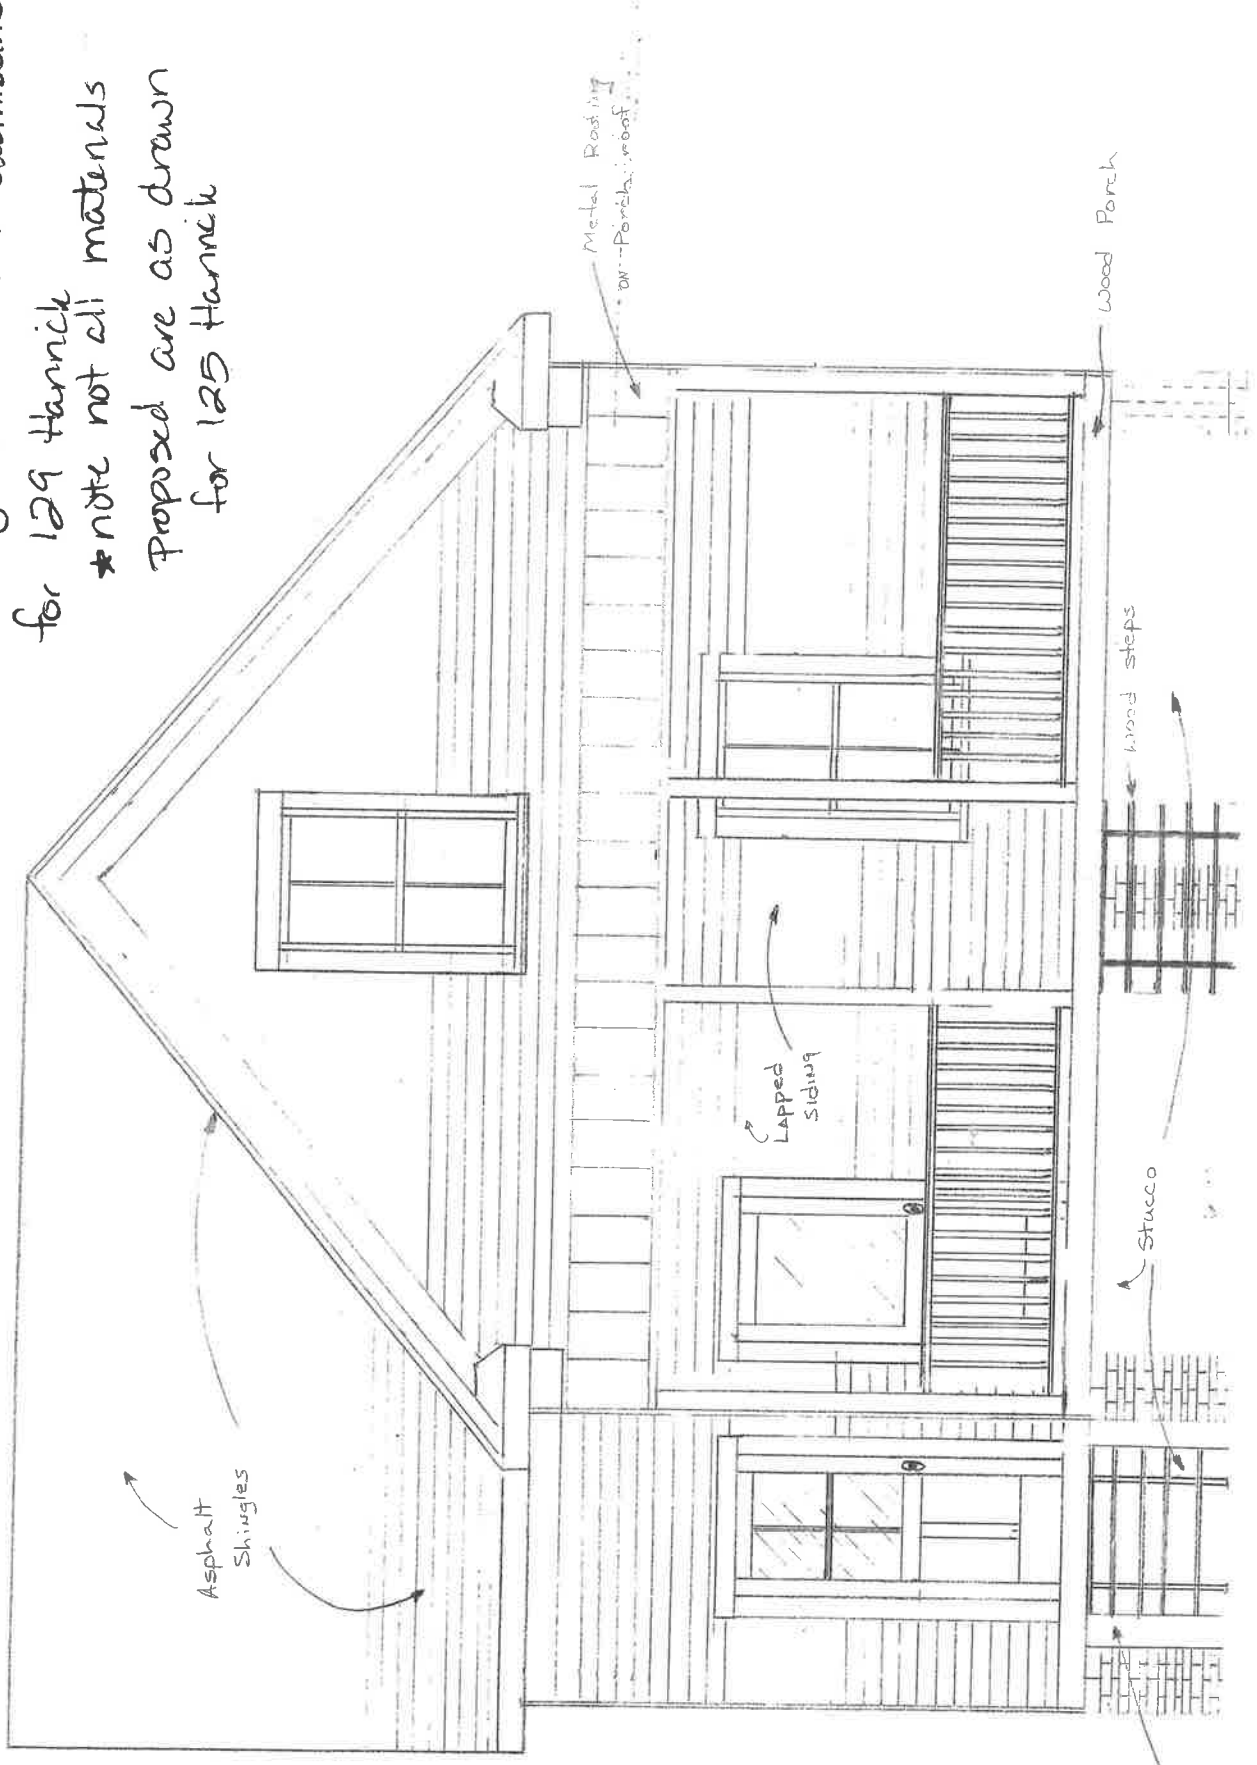 for 129 Hannick
*note not all materials
Proposed are as drawn
for 125 Hannick
Metal Roofing
ON Porch roof
Wood Porch
Wood Steps
Lapped
Siding
Stucco
Asphalt
Shingles